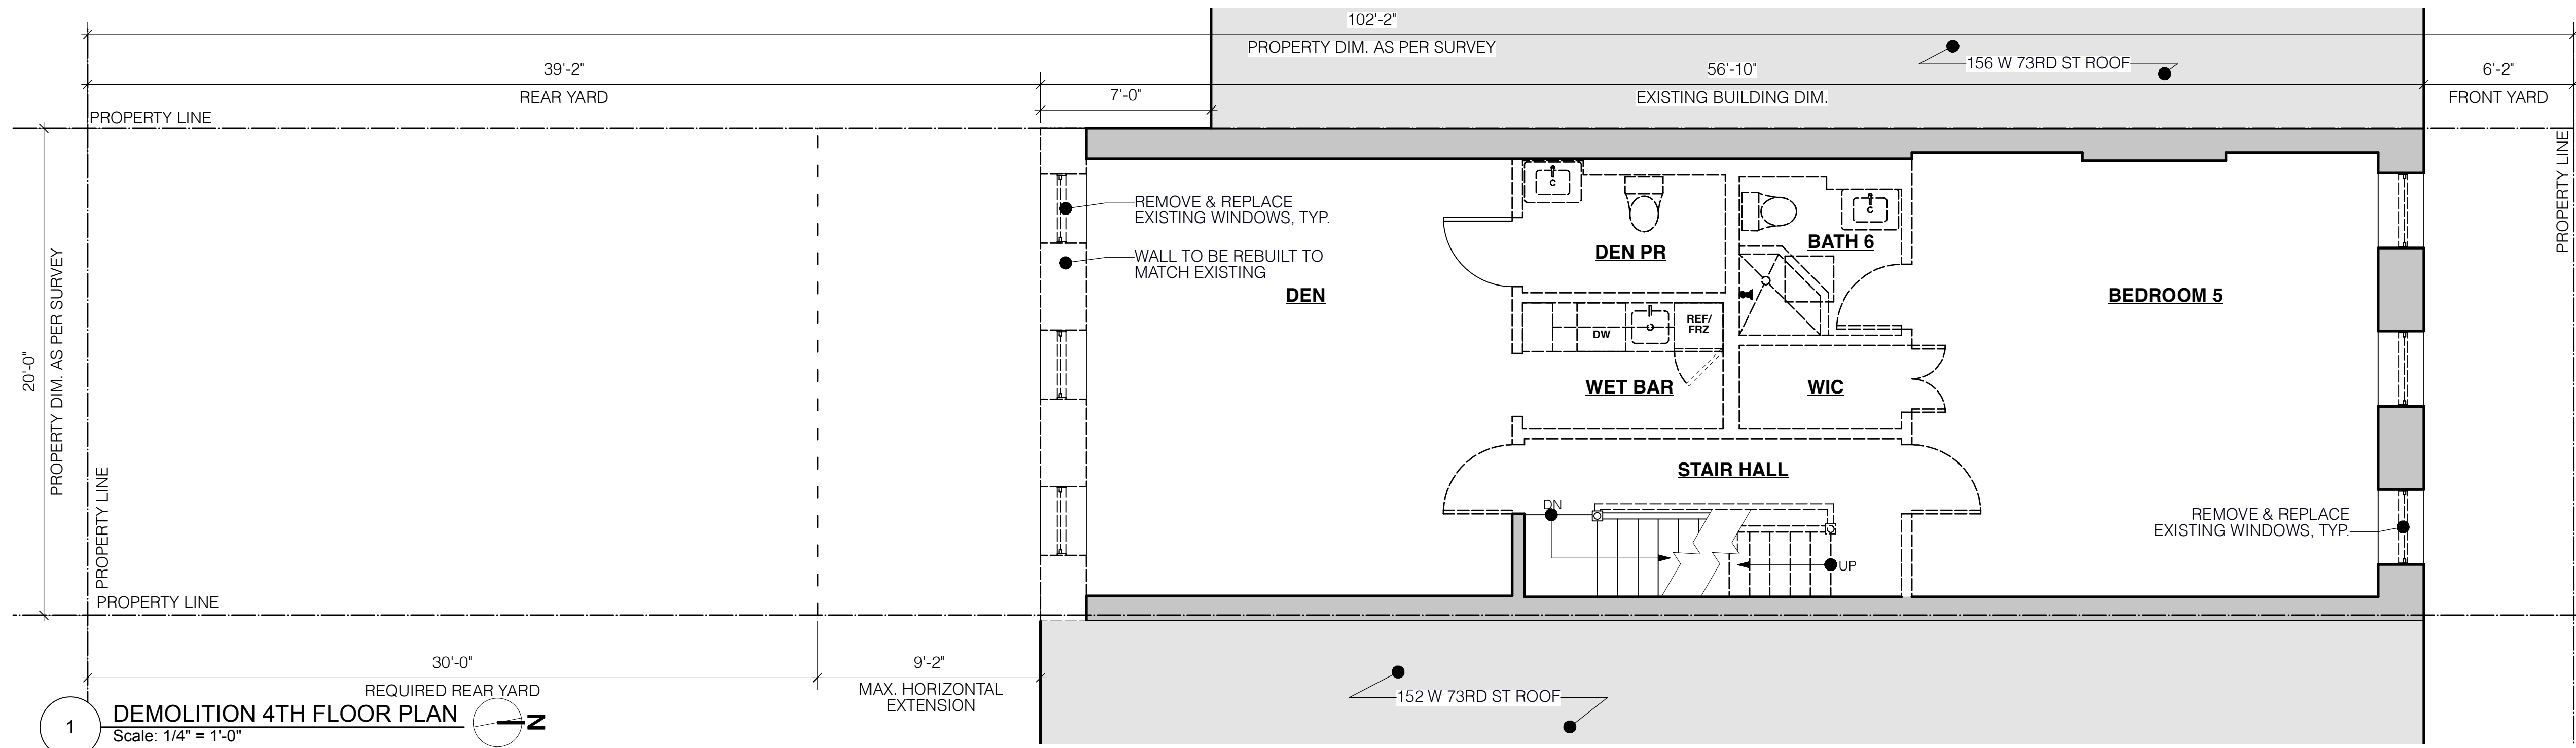 102'-2"
PROPERTY DIM. AS PER SURVEY
156 W 73RD ST ROOF
39'-2"
REAR YARD
7'-0"
56'-10"
EXISTING BUILDING DIM.
6'-2"
FRONT YARD
PROPERTY LINE
PROPERTY LINE
REMOVE & REPLACE
EXISTING WINDOWS, TYP.
WALL TO BE REBUILT TO
MATCH EXISTING
DEN
C
DEN PR
C
BATH 6
BEDROOM 5
DW
C
REF/
FRZ
WET BAR
WIC
20'-0"
PROPERTY DIM. AS PER SURVEY
PROPERTY LINE
STAIR HALL
DN
UP
REMOVE & REPLACE
EXISTING WINDOWS, TYP.
PROPERTY LINE
30'-0"
REQUIRED REAR YARD
9'-2"
MAX. HORIZONTAL
EXTENSION
152 W 73RD ST ROOF
1
DEMOLITION 4TH FLOOR PLAN
Scale: 1/4" = 1'-0"
N